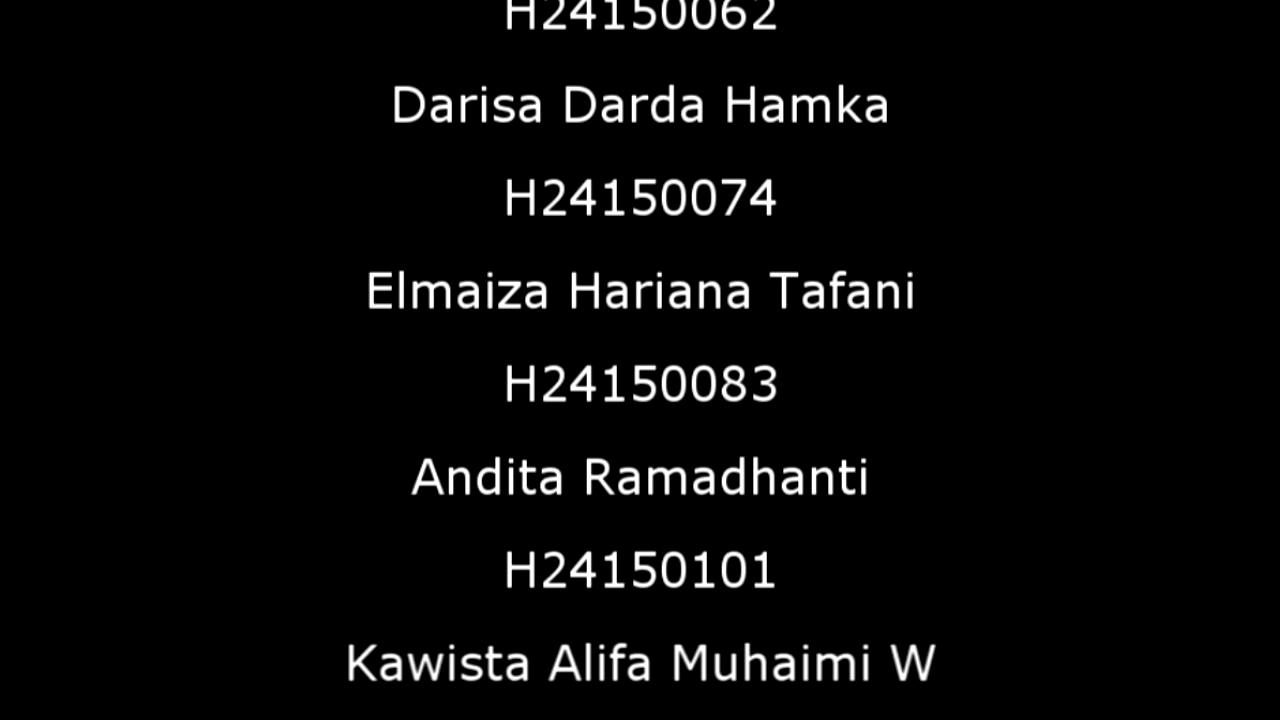 H24150062
Darisa Darda Hamka
H24150074
Elmaiza Hariana Tafani
H24150083
Andita Ramadhanti
H24150101
Kawista Alifa Muhaimi W